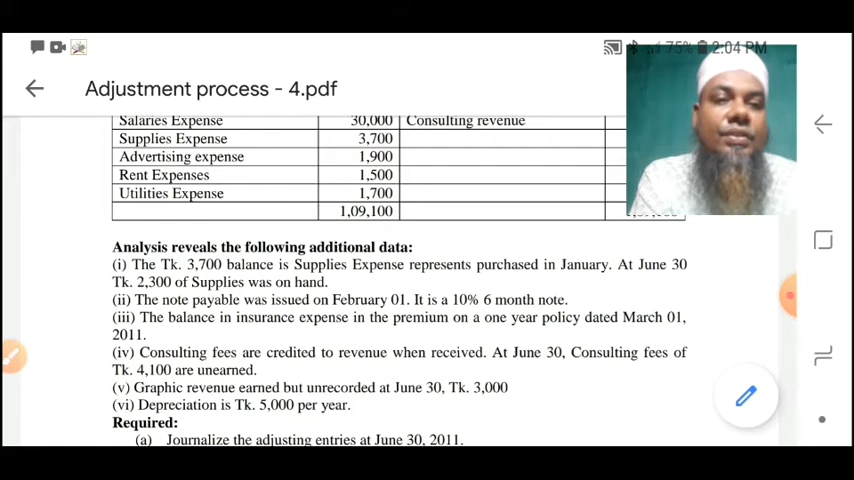 75% 2:04 PM
Adjustment process - 4.pdf
Salaries Expense 30,000 Consulting revenue
Supplies Expense 3,700
Advertising expense 1,900
Rent Expenses 1,500
Utilities Expense 1,700
1,09,100
Analysis reveals the following additional data:
(i) The Tk. 3,700 balance is Supplies Expense represents purchased in January. At June 30
Tk. 2,300 of Supplies was on hand.
(ii) The note payable was issued on February 01. It is a 10% 6 month note.
(iii) The balance in insurance expense in the premium on a one year policy dated March 01,
2011.
(iv) Consulting fees are credited to revenue when received. At June 30, Consulting fees of
Tk. 4,100 are unearned.
(v) Graphic revenue earned but unrecorded at June 30, Tk. 3,000
(vi) Depreciation is Tk. 5,000 per year.
Required:
(a) Journalize the adjusting entries at June 30, 2011.